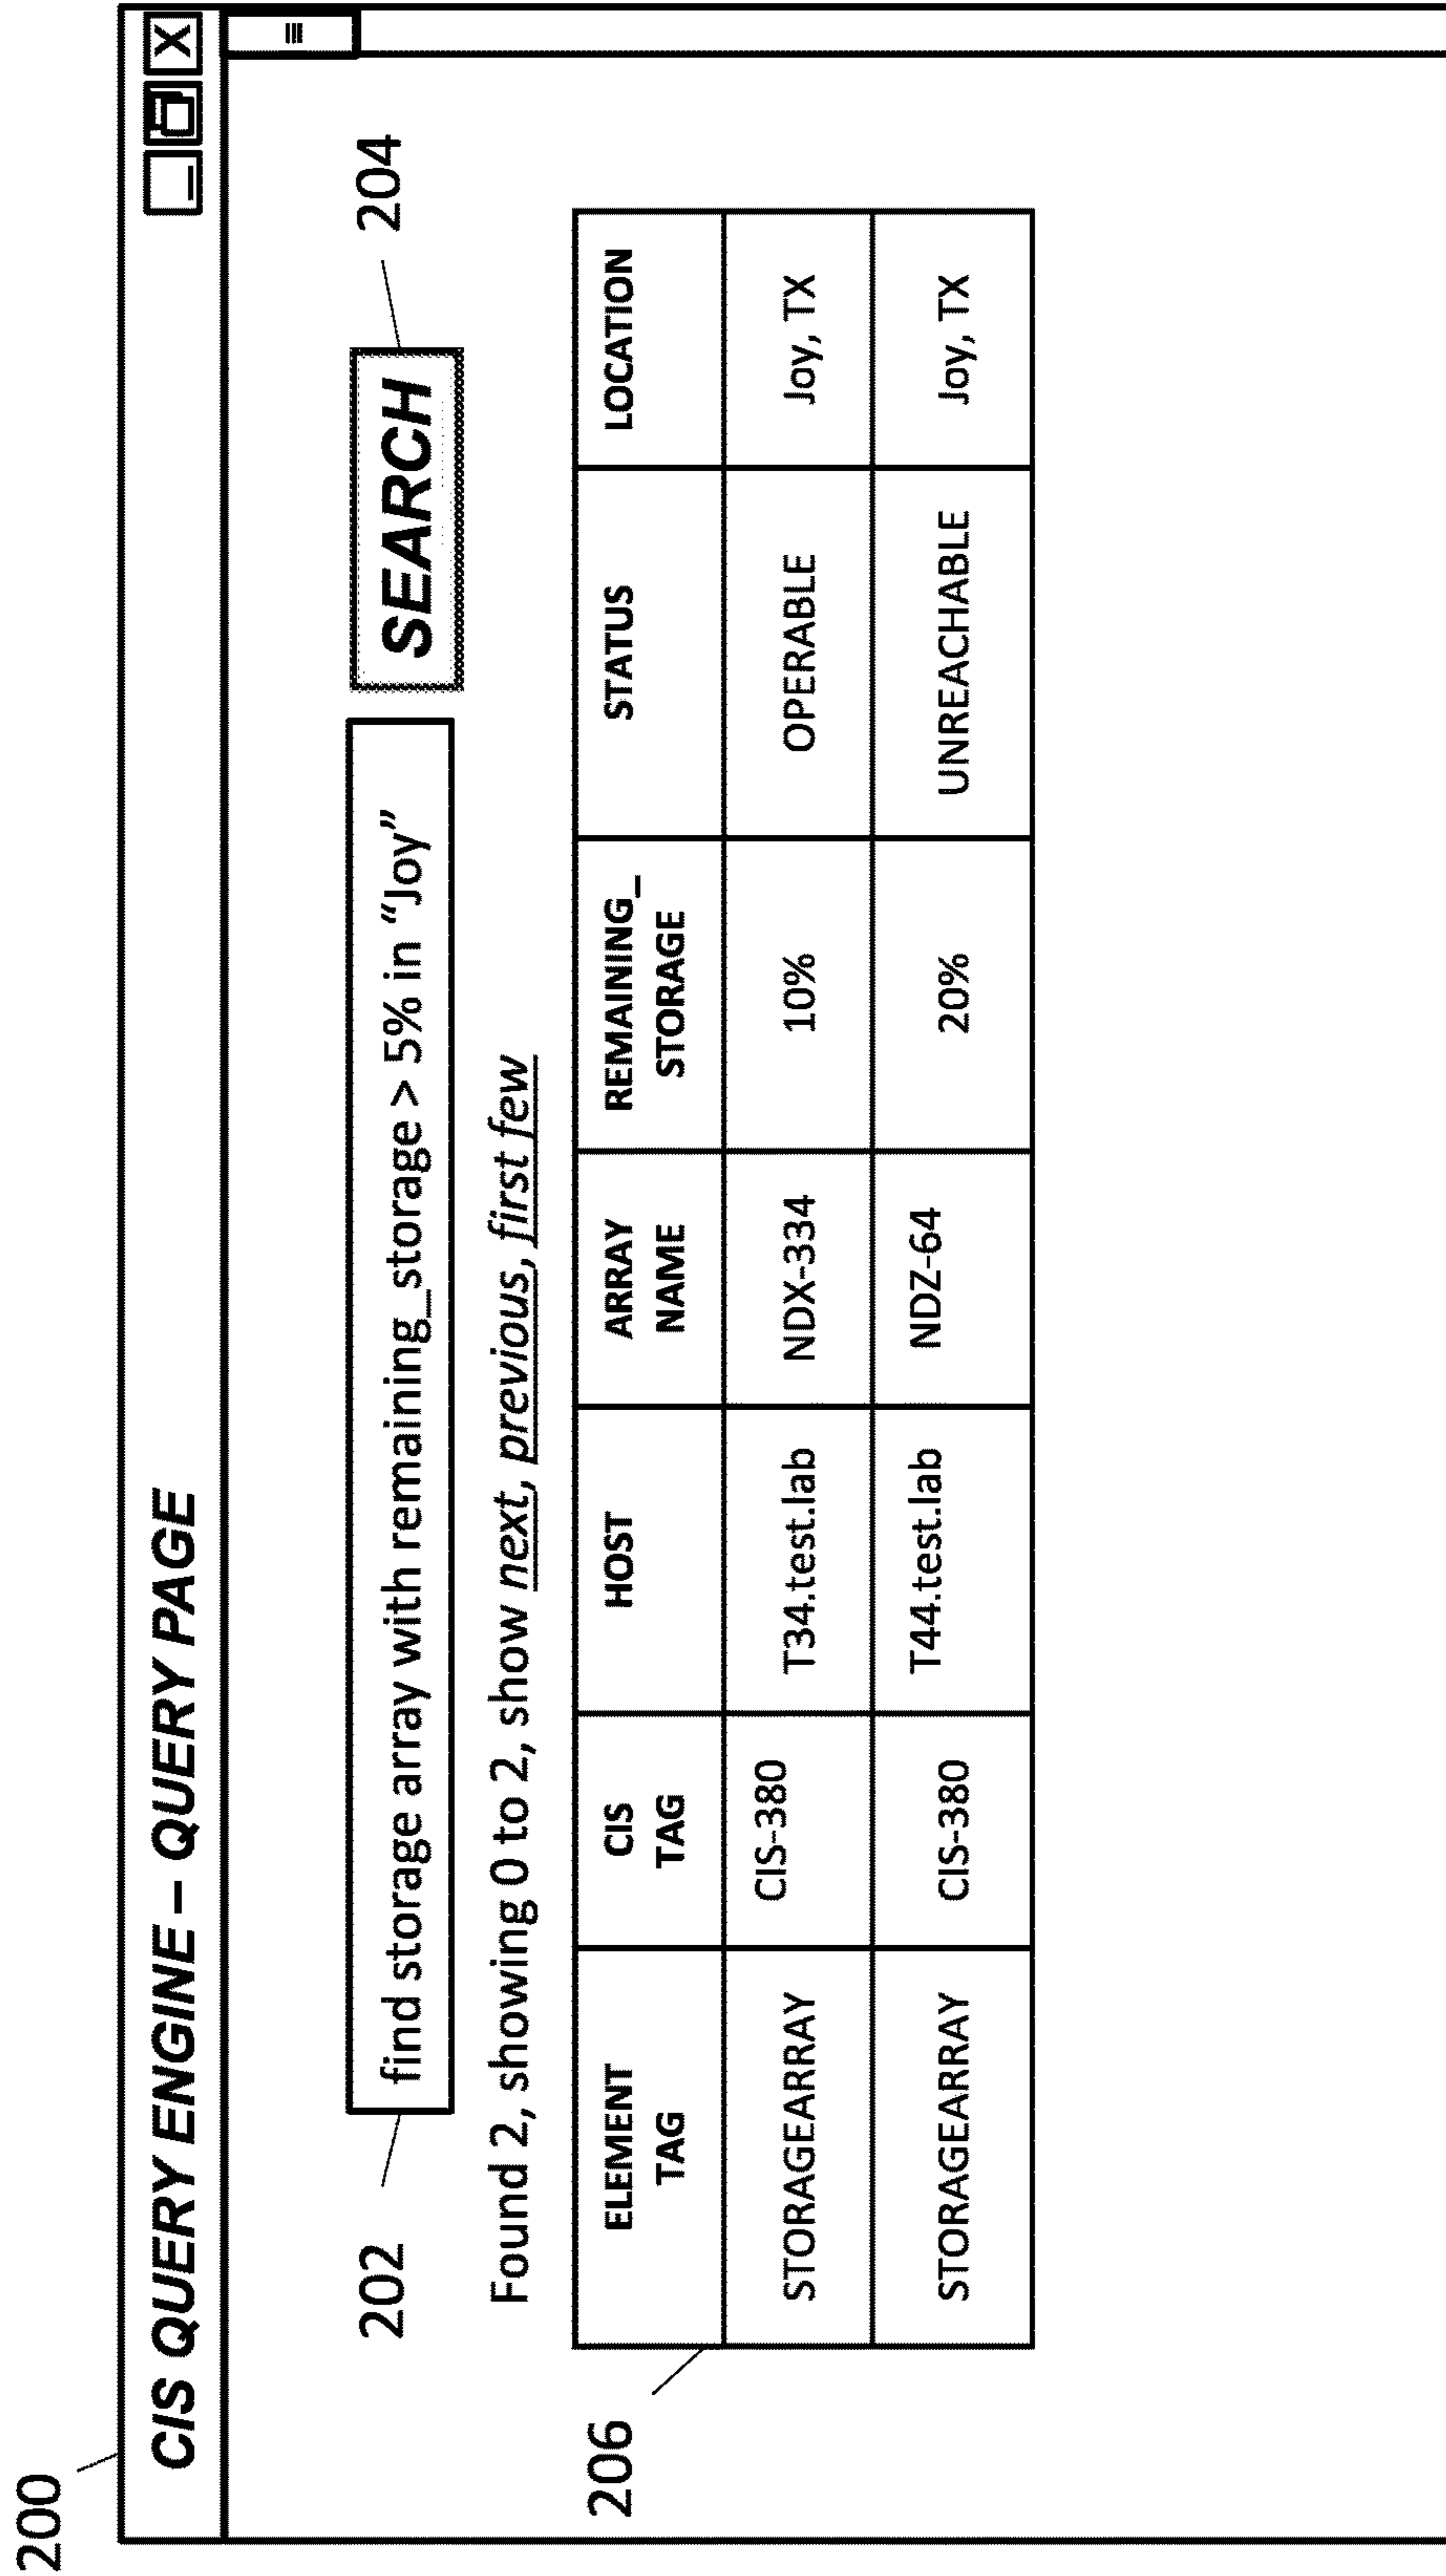 200
CIS QUERY ENGINE – QUERY PAGE _ X
≡
202 find storage array with remaining_storage > 5% in “Joy” SEARCH 204
Found 2, showing 0 to 2, show next, previous, first few
206
ELEMENT TAG CIS TAG HOST ARRAY NAME REMAINING_ STORAGE STATUS LOCATION
STORAGEARRAY CIS-380 T34.test.lab NDX-334 10% OPERABLE Joy, TX
STORAGEARRAY CIS-380 T44.test.lab NDZ-64 20% UNREACHABLE Joy, TX